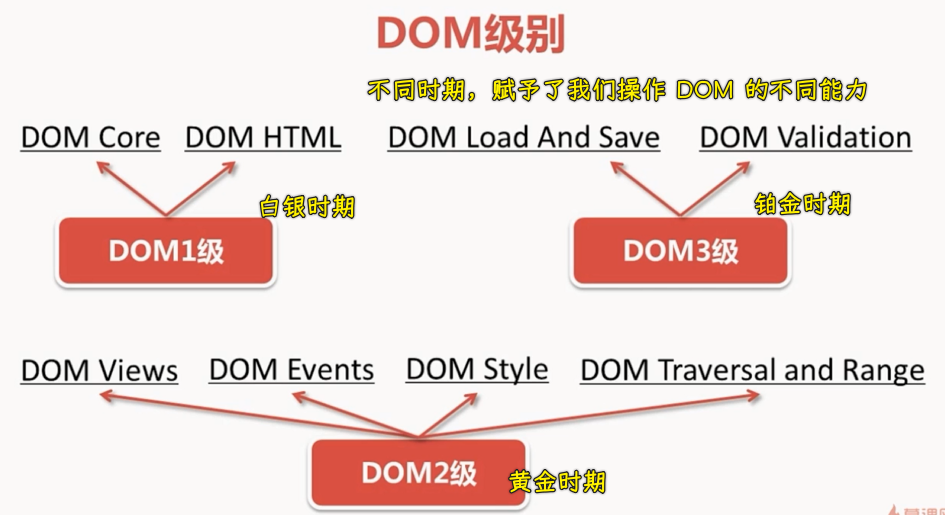 DOM级别
不同时期，赋予了我们操作 DOM 的不同能力
DOM Core DOM HTML DOM Load And Save DOM Validation
白银时期 铂金时期
DOM1级 DOM3级
DOM Views DOM Events DOM Style DOM Traversal and Range
DOM2级 黄金时期